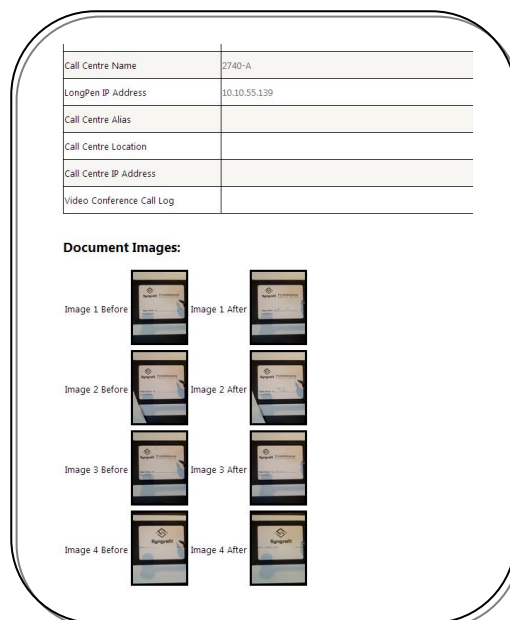 Call Centre Name 2740-A
LongPen IP Address 10.10.55.139
Call Centre Alias
Call Centre Location
Call Centre IP Address
Video Conference Call Log
Document Images:
Image 1 Before Image 1 After
Image 2 Before Image 2 After
Image 3 Before Image 3 After
Image 4 Before Image 4 After
Syngrafii